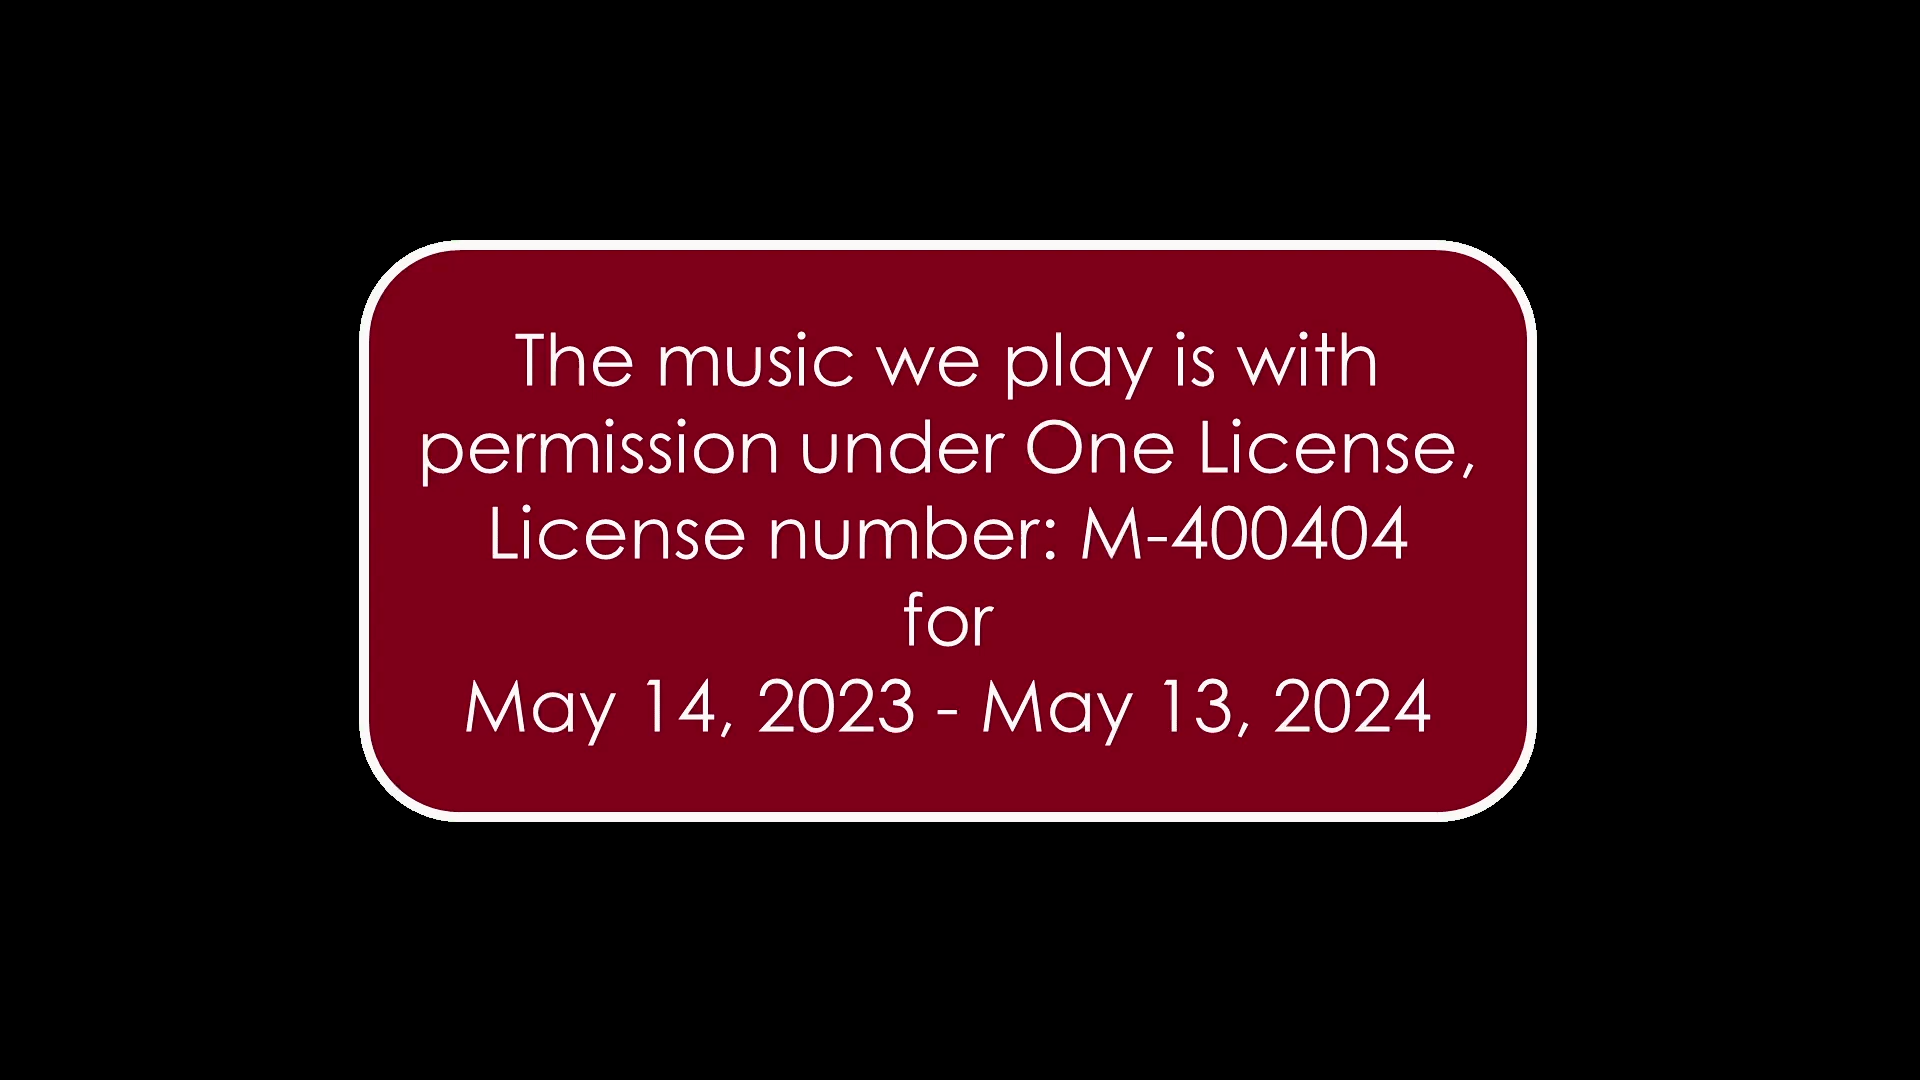 The music we play is with
permission under One License,
License number: M-400404
for
May 14, 2023 - May 13, 2024